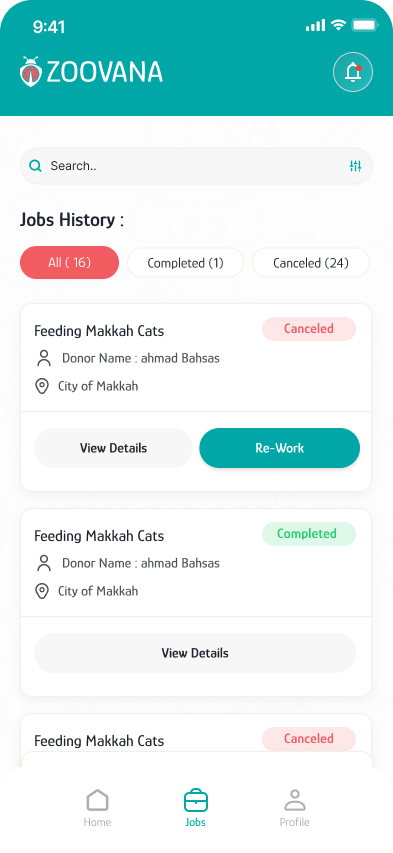 9:41
ZOOVANA
Search..
Jobs History :
All ( 16)
Completed (1)
Canceled (24)
Feeding Makkah Cats
Canceled
Donor Name : ahmad Bahsas
City of Makkah
View Details
Re-Work
Feeding Makkah Cats
Completed
Donor Name : ahmad Bahsas
City of Makkah
View Details
Feeding Makkah Cats
Canceled
Home
Jobs
Profile